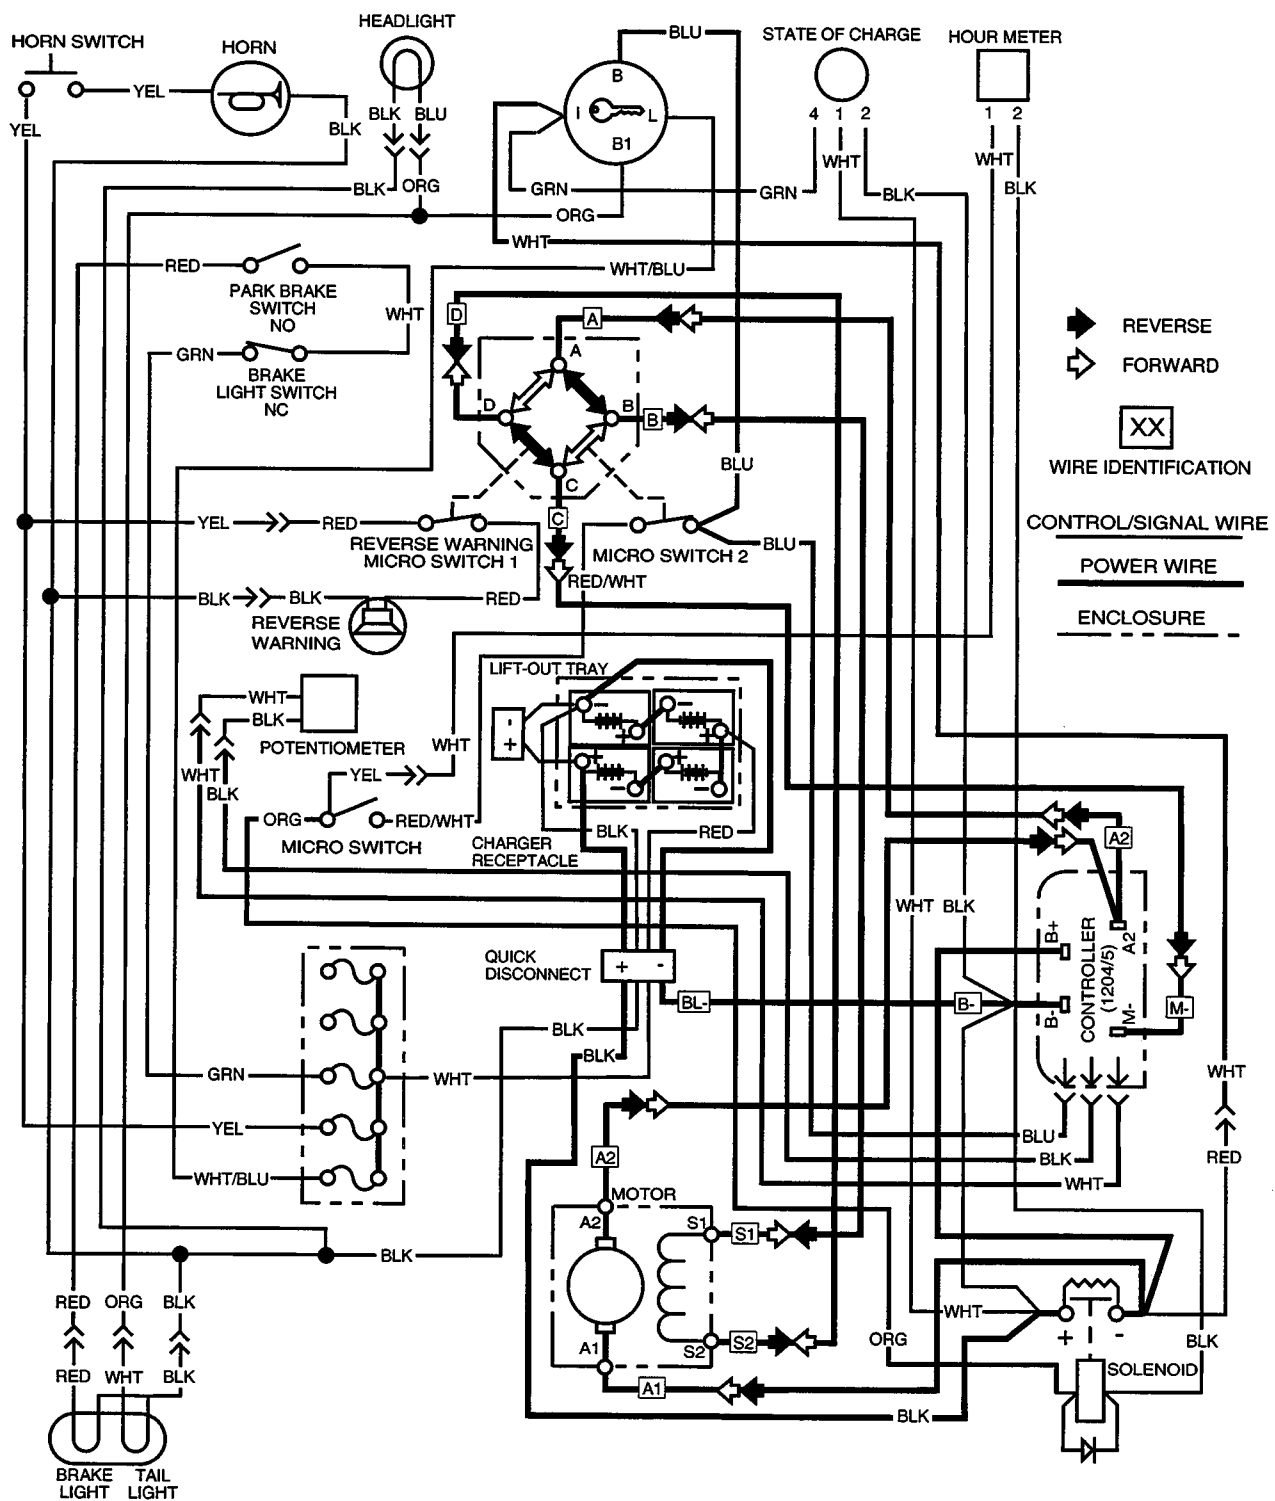 HEADLIGHT
HORN SWITCH
HORN
BLU
STATE OF CHARGE
HOUR METER
B
I
L
B1
YEL
BLK
BLU
4 1 2
1 2
YEL
BLK
WHT
WHT
BLK
ORG
GRN
GRN
BLK
BLK
ORG
WHT
RED
WHT/BLU
PARK BRAKE
SWITCH
NO
WHT
D
A
REVERSE
A
GRN
FORWARD
BRAKE
LIGHT SWITCH
NC
D
B
B
XX
WIRE IDENTIFICATION
BLU
C
C
YEL
RED
CONTROL/SIGNAL WIRE
REVERSE WARNING
MICRO SWITCH 1
MICRO SWITCH 2
BLU
POWER WIRE
RED/WHT
BLK
BLK
RED
ENCLOSURE
REVERSE
WARNING
LIFT-OUT TRAY
WHT
BLK
-
+
-
-
+
+
POTENTIOMETER
WHT
+
+
-
-
WHT
YEL
BLK
ORG
RED/WHT
MICRO SWITCH
CHARGER
RECEPTACLE
BLK
RED
A2
WHT
BLK
B+
CONTROLLER
(1204/5)
A2
QUICK
DISCONNECT
+
-
BL-
B-
B-
M-
M-
BLK
BLK
GRN
WHT
WHT
YEL
BLU
BLK
RED
A2
WHT/BLU
WHT
MOTOR
A2
S1
S1
BLK
RED
ORG
BLK
WHT
+
-
ORG
BLK
A1
S2
S2
RED
WHT
BLK
SOLENOID
A1
BLK
BRAKE
LIGHT
TAIL
LIGHT